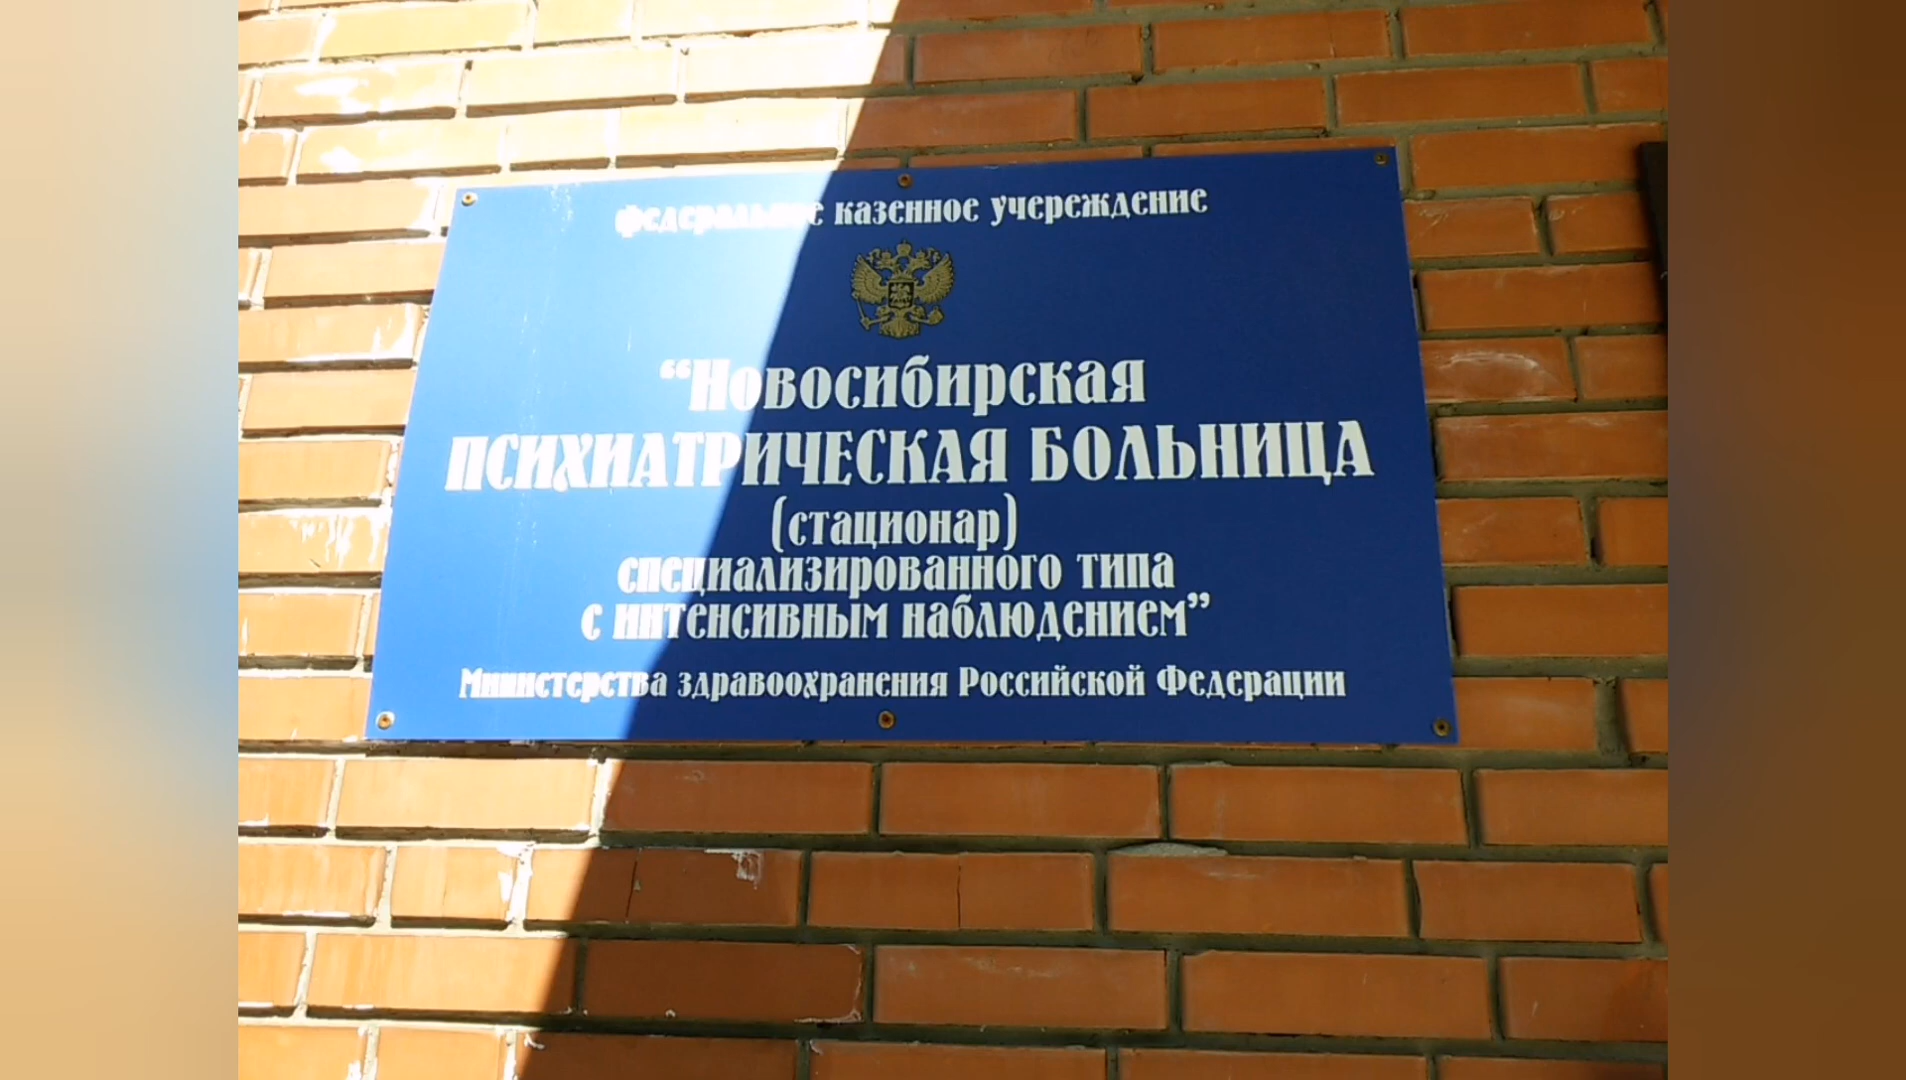 федеральное казенное учереждение
“Новосибирская
ПСИХИАТРИЧЕСКАЯ БОЛЬНИЦА
(стационар)
специализированного типа
с интенсивным наблюдением”
Министерства здравоохранения Российской Федерации